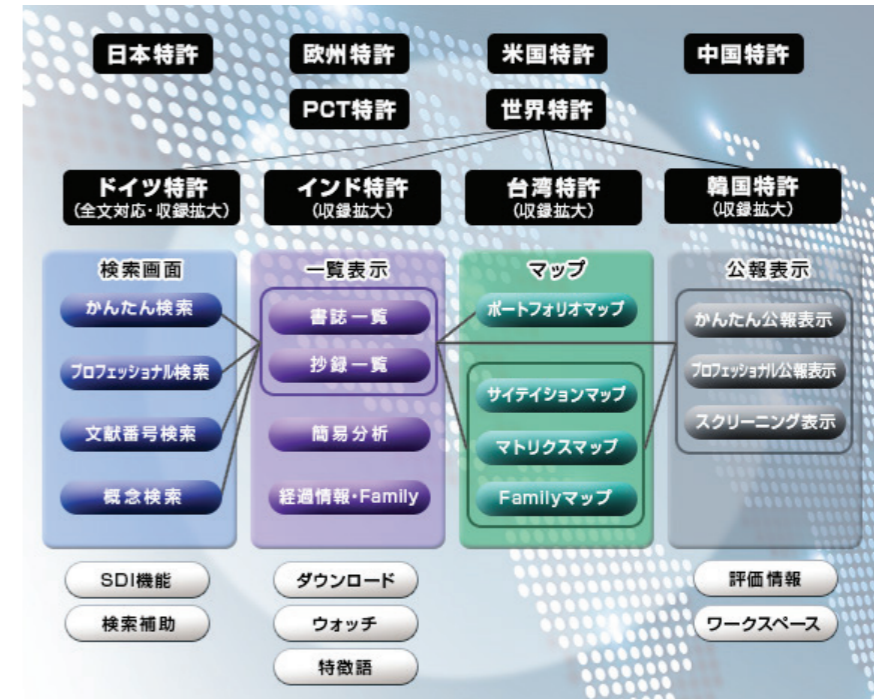 日本特許
欧州特許
米国特許
中国特許
PCT特許
世界特許
ドイツ特許
(全文対応・収録拡大)
インド特許
(収録拡大)
台湾特許
(収録拡大)
韓国特許
(収録拡大)
検索画面
かんたん検索
プロフェッショナル検索
文献番号検索
概念検索
一覧表示
書誌一覧
抄録一覧
簡易分析
経過情報・Family
マップ
ポートフォリオマップ
サイテイションマップ
マトリクスマップ
Familyマップ
公報表示
かんたん公報表示
プロフェッショナル公報表示
スクリーニング表示
SDI機能
検索補助
ダウンロード
ウォッチ
特徴語
評価情報
ワークスペース